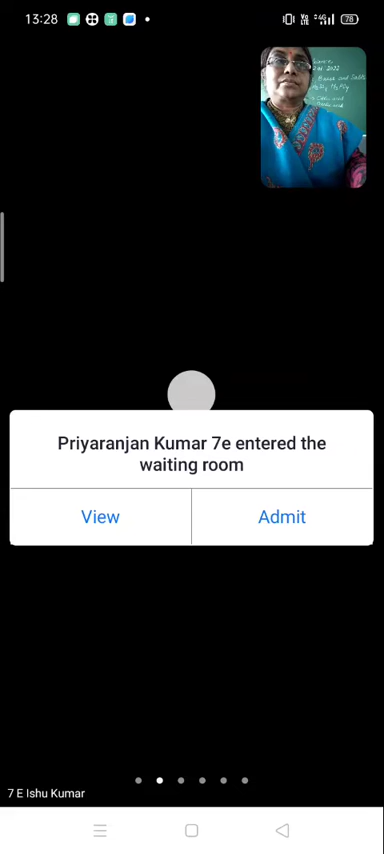 13:28
78
Priyaranjan Kumar 7e entered the
waiting room
View
Admit
7 E Ishu Kumar